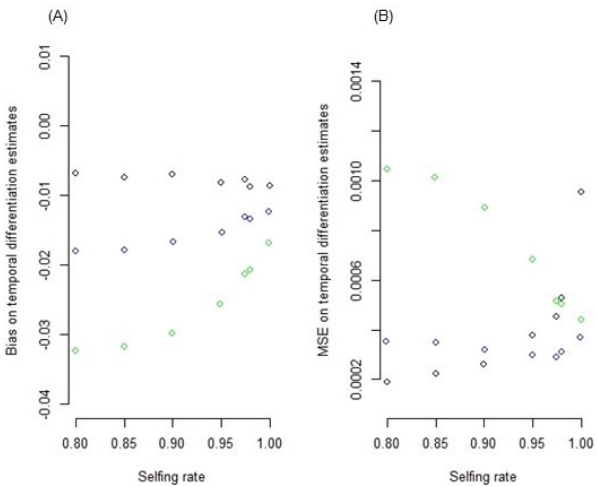 (A)
(B)
Bias on temporal differentiation estimates
0.01
0.00
-0.01
-0.02
-0.03
-0.04
0.80 0.85 0.90 0.95 1.00
Selfing rate
MSE on temporal differentiation estimates
0.0014
0.0010
0.0006
0.0002
0.80 0.85 0.90 0.95 1.00
Selfing rate